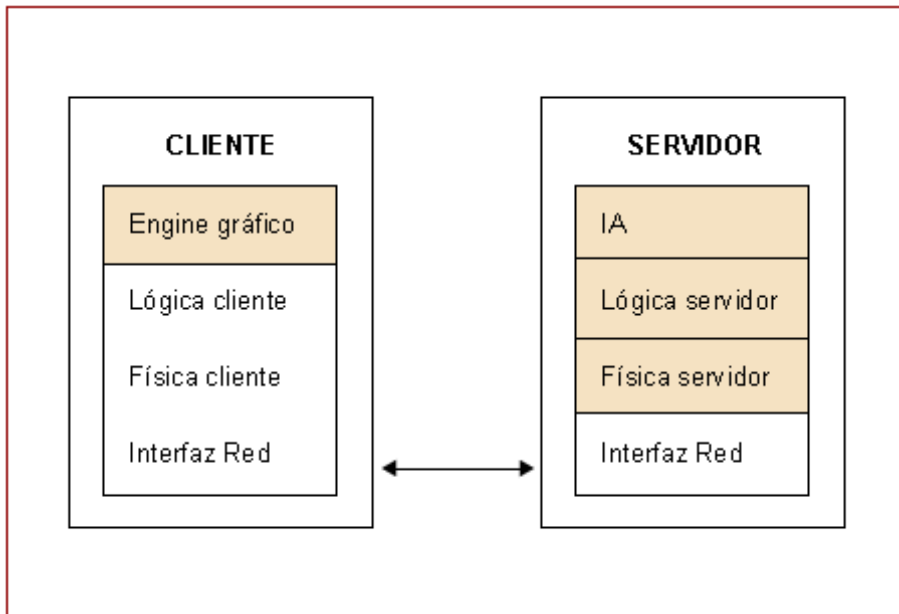 CLIENTE
Engine gráfico
Lógica cliente
Física cliente
Interfaz Red
SERVIDOR
IA
Lógica servidor
Física servidor
Interfaz Red